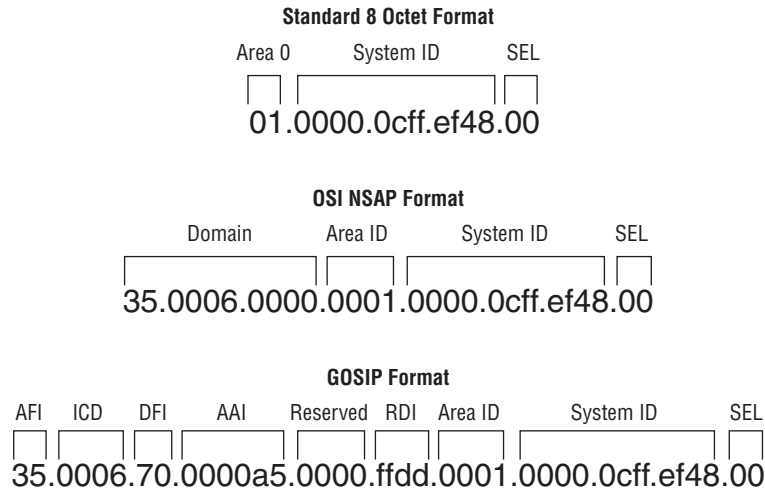 Standard 8 Octet Format
Area 0 System ID SEL
01.0000.0cff.ef48.00
OSI NSAP Format
Domain Area ID System ID SEL
35.0006.0000.0001.0000.0cff.ef48.00
GOSIP Format
AFI ICD DFI AAI Reserved RDI Area ID System ID SEL
35.0006.70.0000a5.0000.ffdd.0001.0000.0cff.ef48.00